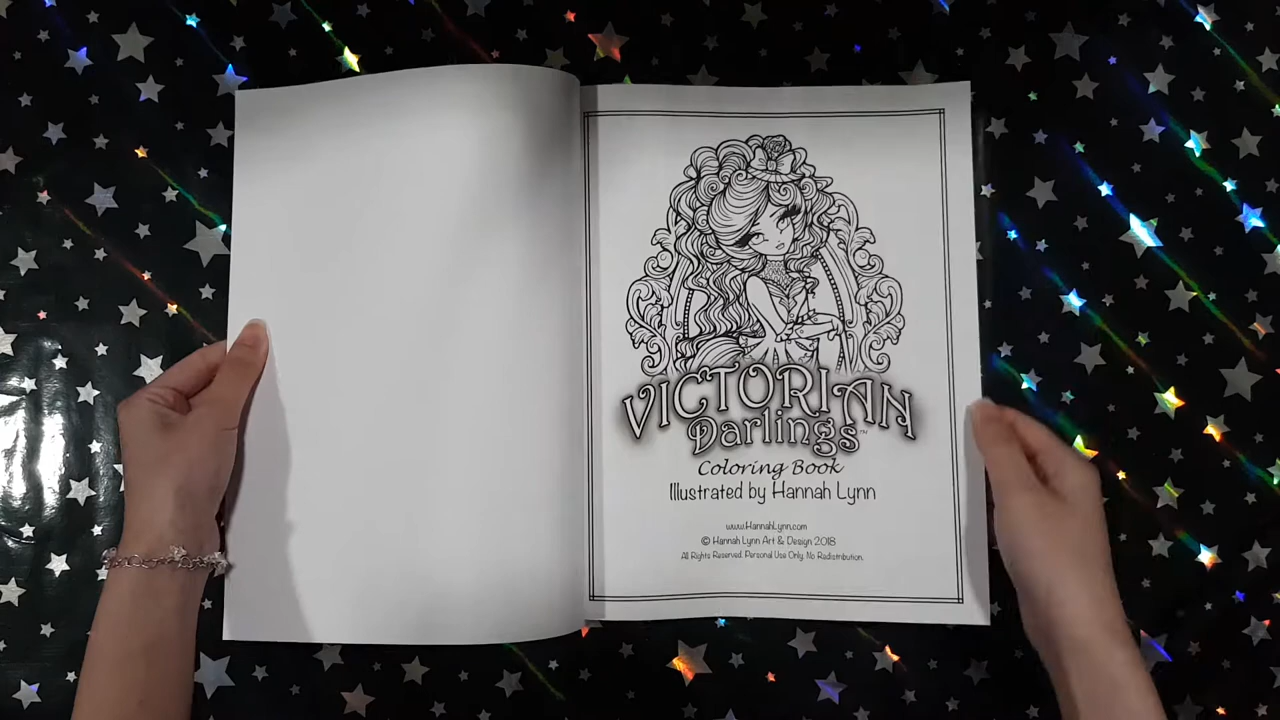 VICTORIAN
Darlings™
Coloring Book
Illustrated by Hannah Lynn
www.HannahLynn.com
© Hannah Lynn Art & Design 2018
All Rights Reserved. Personal Use Only. No Redistribution.